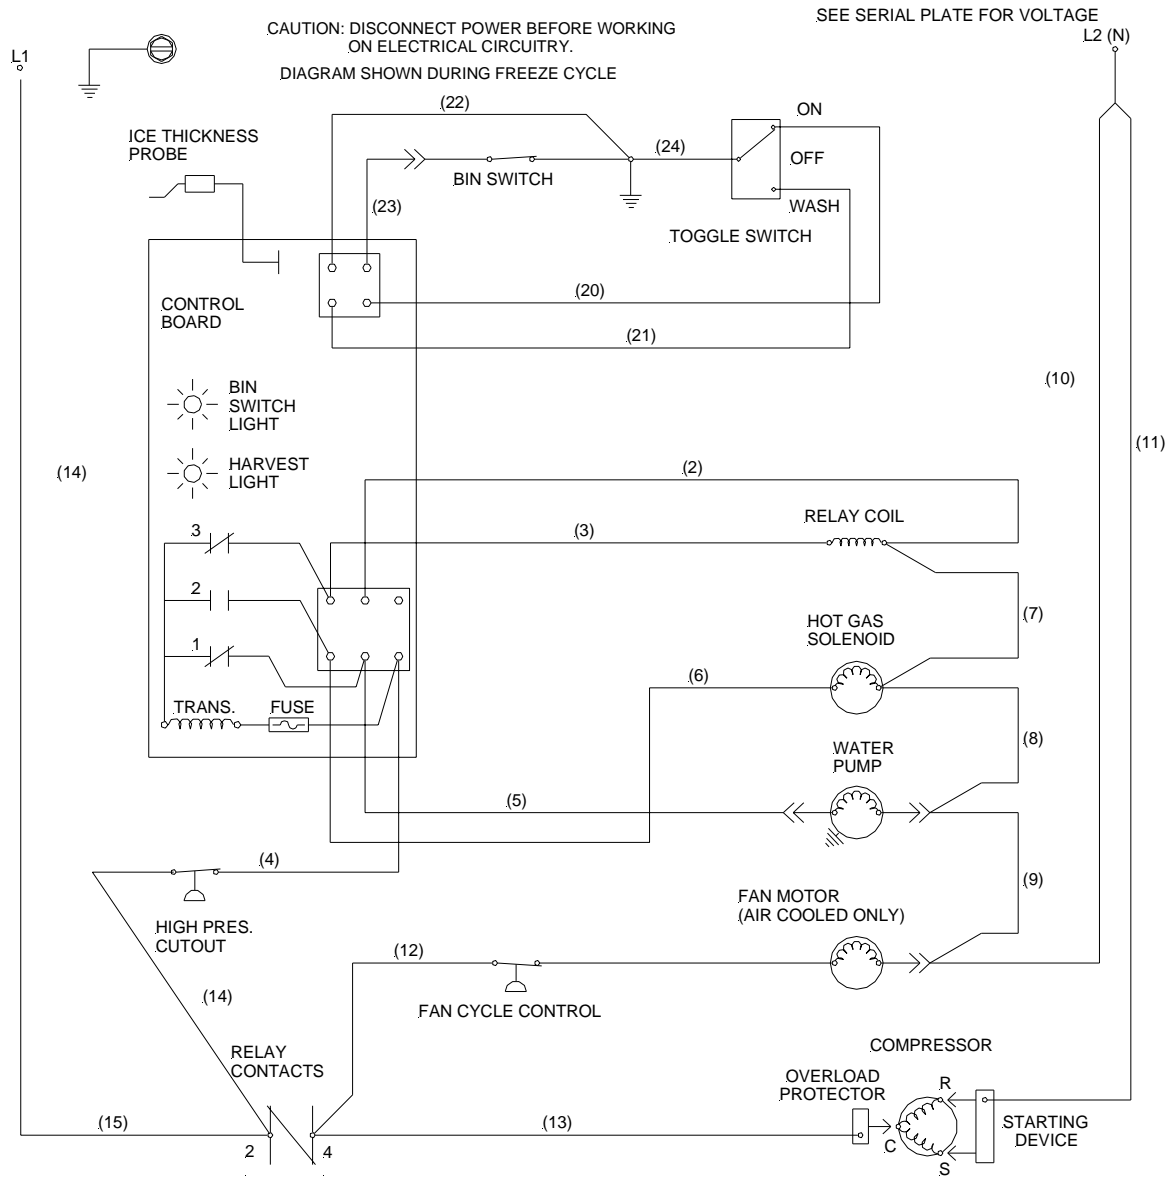 SEE SERIAL PLATE FOR VOLTAGE
CAUTION: DISCONNECT POWER BEFORE WORKING
ON ELECTRICAL CIRCUITRY.
L2 (N)
L1
DIAGRAM SHOWN DURING FREEZE CYCLE
(22)
ON
ICE THICKNESS
PROBE
(24)
OFF
BIN SWITCH
(23)
WASH
TOGGLE SWITCH
(20)
CONTROL
BOARD
(21)
(10)
BIN
SWITCH
LIGHT
(11)
HARVEST
LIGHT
(14)
(2)
RELAY COIL
3
(3)
2
(7)
HOT GAS
SOLENOID
1
(6)
TRANS.
FUSE
(8)
WATER
PUMP
(5)
(4)
(9)
FAN MOTOR
(AIR COOLED ONLY)
HIGH PRES.
CUTOUT
(12)
(14)
FAN CYCLE CONTROL
RELAY
CONTACTS
COMPRESSOR
OVERLOAD
PROTECTOR
R
(15)
(13)
STARTING
DEVICE
2
4
C
S